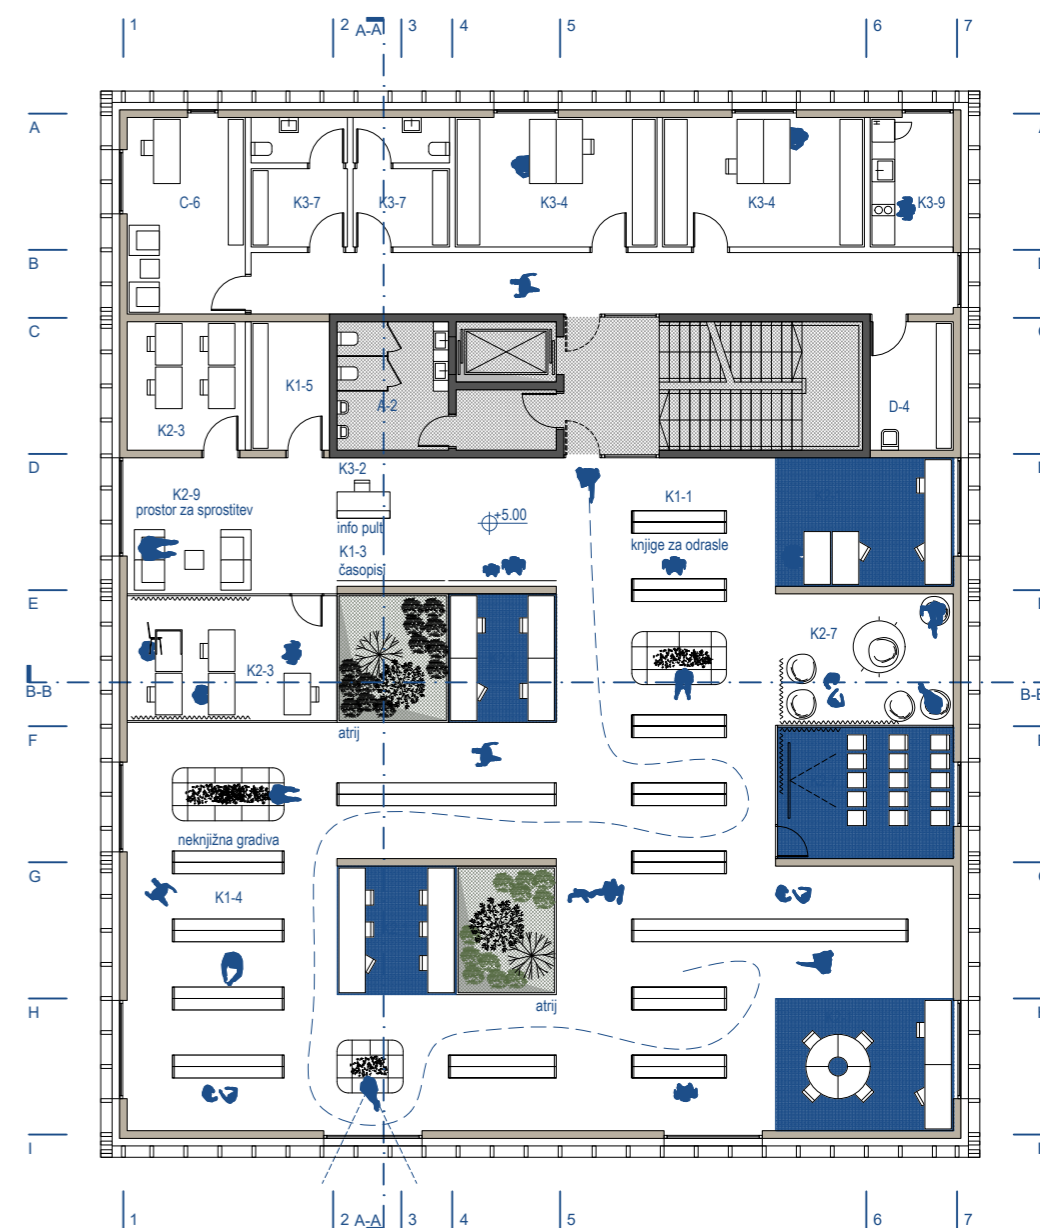 1 2 A-A 3 4 5 6 7
A
B
C
D
E
B-B
F
G
H
I
C-6 K3-7 K3-7 K3-4 K3-4 K3-9
K2-3 K1-5 A-2 D-4
K3-2
K2-9
prostor za sprostitev
info pult
+5.00
K1-1
knjige za odrasle
K1-3
časopisi
K2-3
K2-7
B-B
atrij
neknjižna gradiva
K1-4
atrij
1 2 A-A 3 4 5 6 7